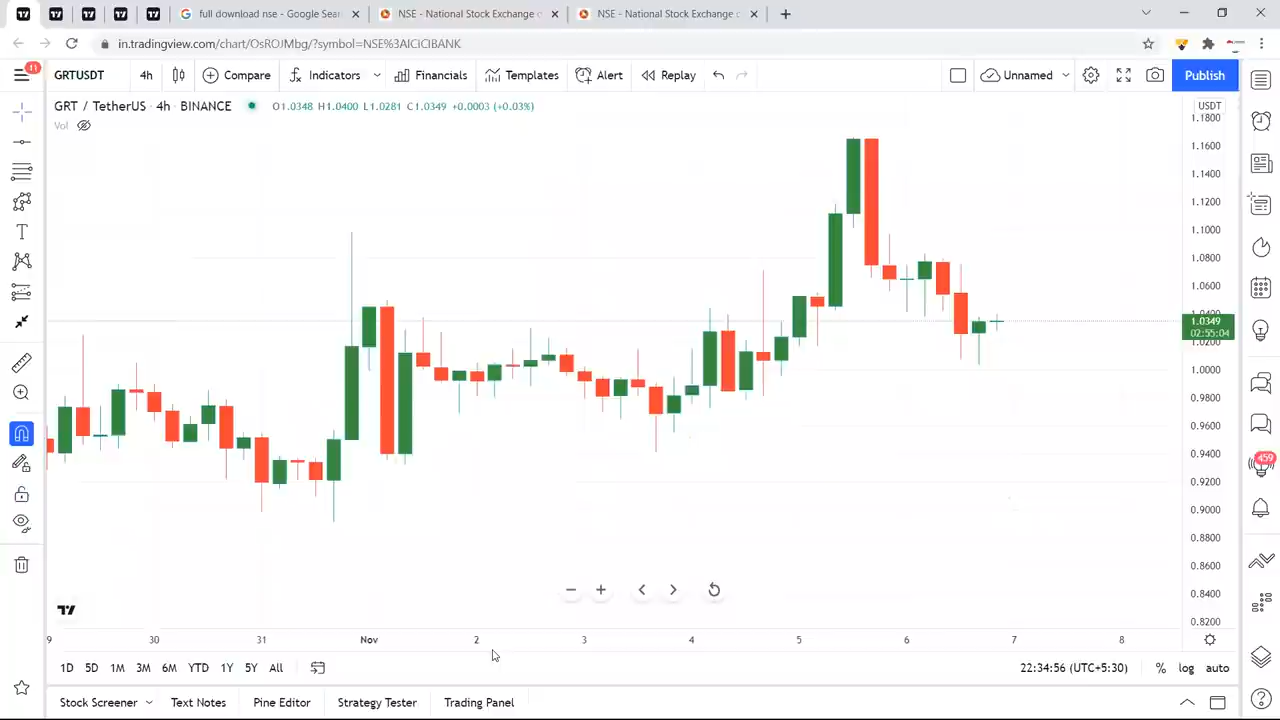 full download nse - Google Sear
NSE - National Stock Exchange o
NSE - National Stock Exchange o
in.tradingview.com/chart/OsROJMbg/?symbol=NSE%3AICICIBANK
11
GRTUSDT 4h Compare Indicators Financials Templates Alert Replay Unnamed Publish
GRT / TetherUS · 4h · BINANCE O1.0348 H1.0400 L1.0281 C1.0349 +0.0003 (+0.03%)
Vol
USDT
1.1800
1.1600
1.1400
1.1200
1.1000
1.0800
1.0600
1.0400
1.0349
02:55:04
1.0200
1.0000
0.9800
0.9600
0.9400
0.9200
0.9000
0.8800
0.8600
0.8400
0.8200
459
9 30 31 Nov 2 3 4 5 6 7 8
1D 5D 1M 3M 6M YTD 1Y 5Y All 22:34:56 (UTC+5:30) % log auto
Stock Screener Text Notes Pine Editor Strategy Tester Trading Panel